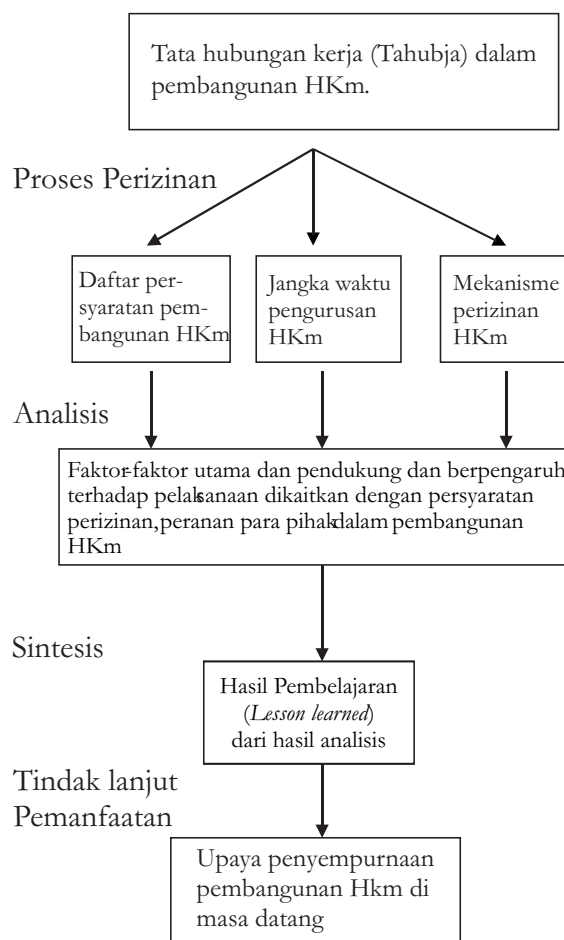 Tata hubungan kerja (Tahubja) dalam
pembangunan HKm.
Proses Perizinan
Daftar per-
syaratan pem-
bangunan HKm
Jangka waktu
pengurusan
HKm
Mekanisme
perizinan
HKm
Analisis
Faktor-faktor utama dan pendukung dan berpengaruh
terhadap pelaksanaan dikaitkan dengan persyaratan
perizinan, peranan para pihak dalam pembangunan
HKm
Sintesis
Hasil Pembelajaran
(Lesson learned)
dari hasil analisis
Tindak lanjut
Pemanfaatan
Upaya penyempurnaan
pembangunan Hkm di
masa datang